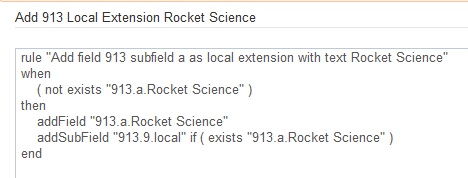 Add 913 Local Extension Rocket Science
rule "Add field 913 subfield a as local extension with text Rocket Science"
when
( not exists "913.a.Rocket Science" )
then
addField "913.a.Rocket Science"
addSubField "913.9.local" if ( exists "913.a.Rocket Science" )
end